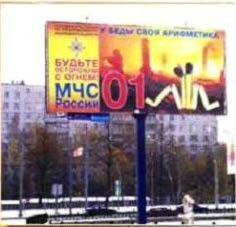 У БЕДЫ СВОЯ АРИФМЕТИКА
БУДЬТЕ
ОСТОРОЖНЫ
С ОГНЕМ!
МЧС
РОССИИ
01